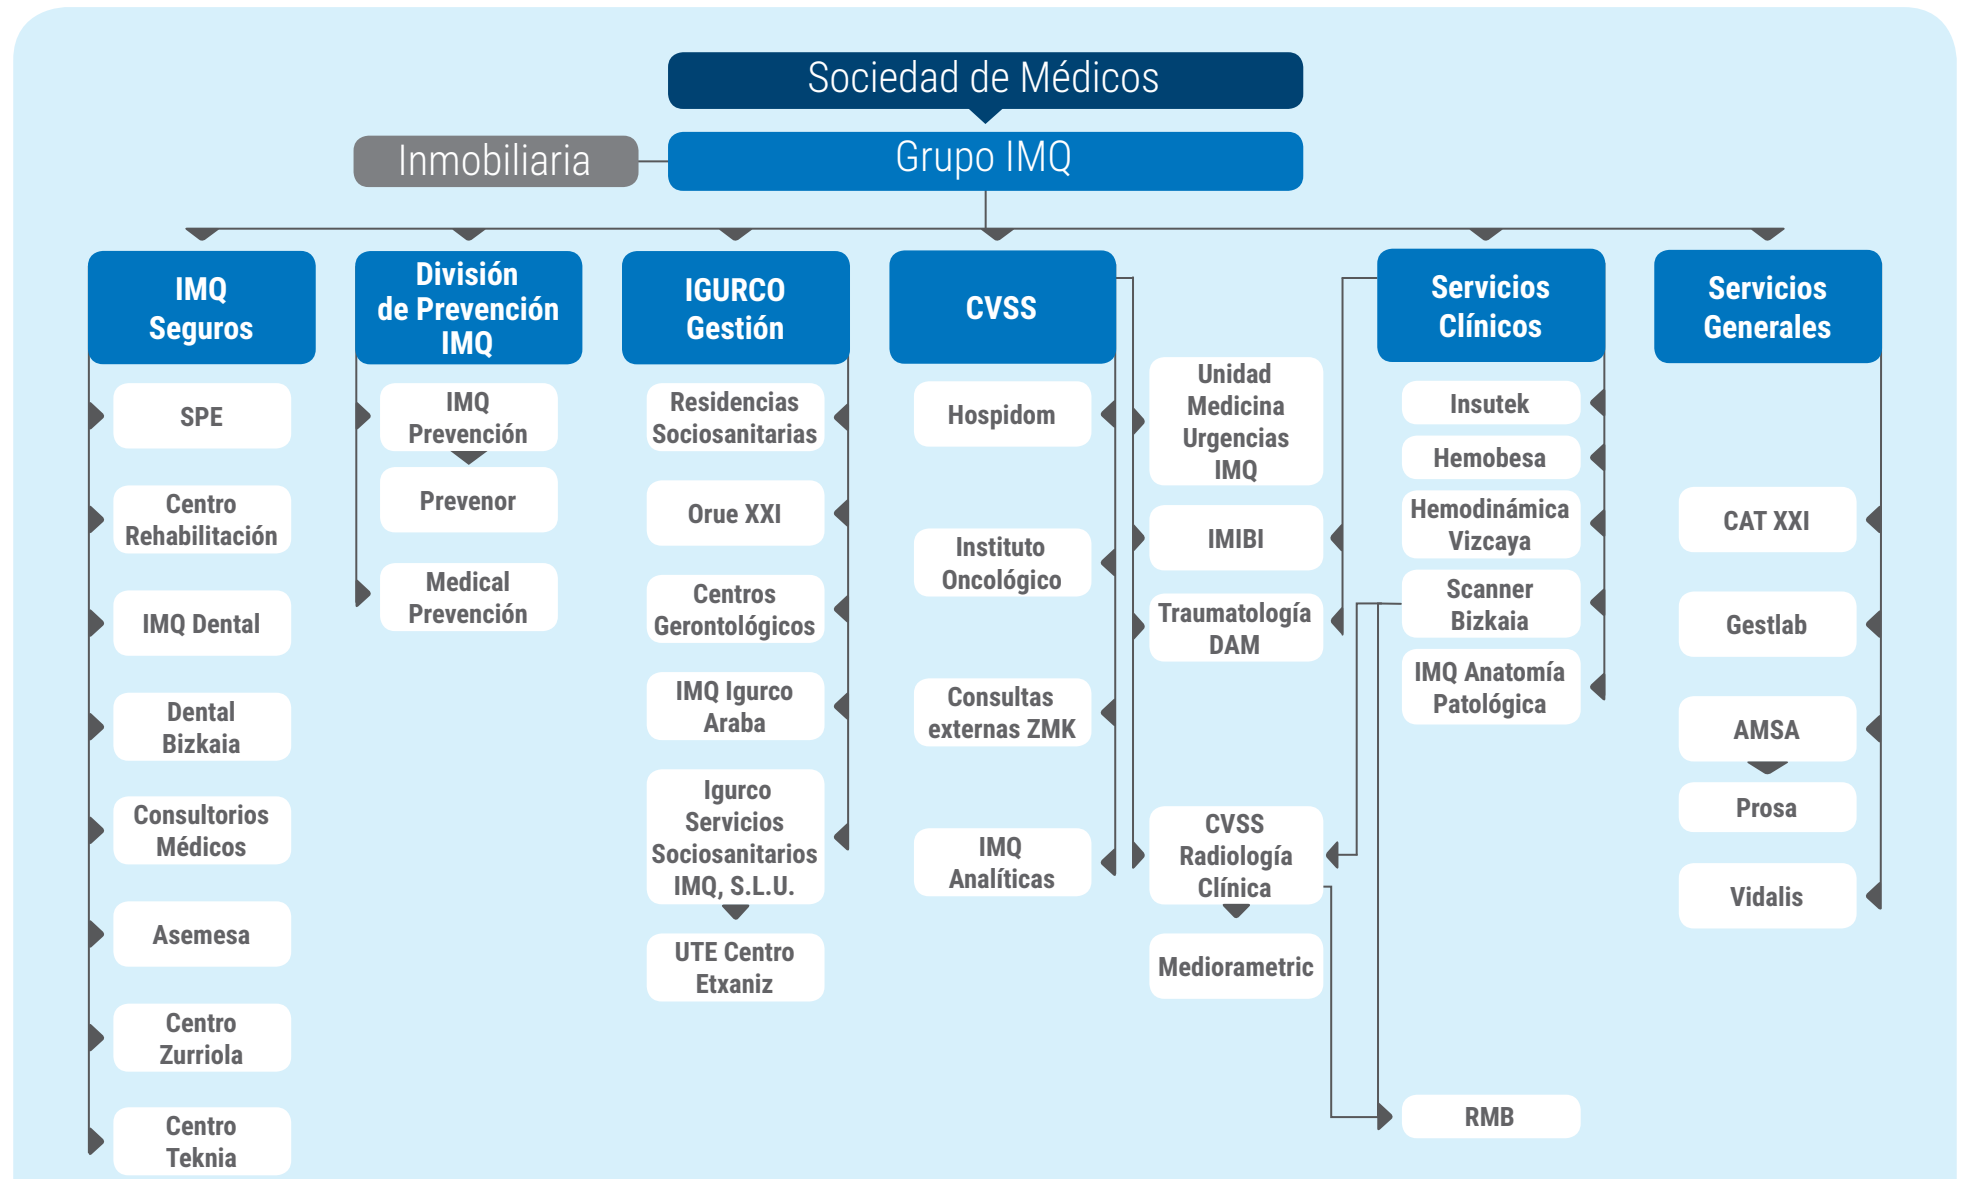 Sociedad de Médicos
Inmobiliaria
Grupo IMQ
IMQ
Seguros
SPE
Centro
Rehabilitación
IMQ Dental
Dental
Bizkaia
Consultorios
Médicos
Asemesa
Centro
Zurriola
Centro
Teknia
División
de Prevención
IMQ
IMQ
Prevención
Prevenor
Medical
Prevención
IGURCO
Gestión
Residencias
Sociosanitarias
Orue XXI
Centros
Gerontológicos
IMQ Igurco
Araba
Igurco
Servicios
Sociosanitarios
IMQ, S.L.U.
UTE Centro
Etxaniz
CVSS
Hospidom
Instituto
Oncológico
Consultas
externas ZMK
IMQ
Analíticas
Unidad
Medicina
Urgencias
IMQ
IMIBI
Traumatología
DAM
CVSS
Radiología
Clínica
Mediorametric
Servicios
Clínicos
Insutek
Hemobesa
Hemodinámica
Vizcaya
Scanner
Bizkaia
IMQ Anatomía
Patológica
RMB
Servicios
Generales
CAT XXI
Gestlab
AMSA
Prosa
Vidalis